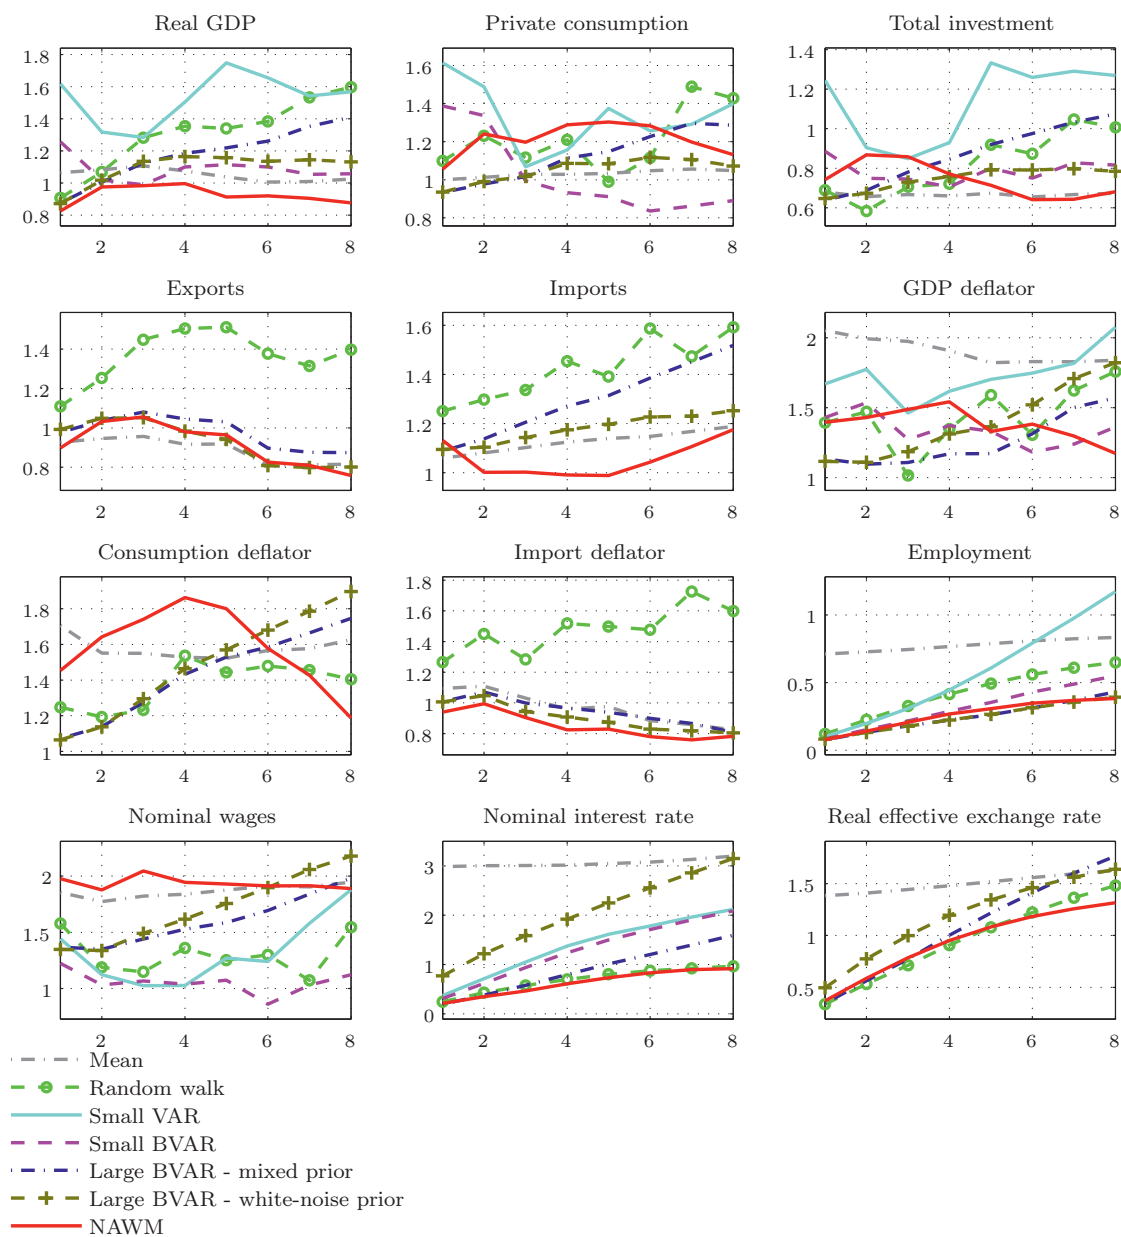 Real GDP
Private consumption
Total investment
1.8
1.6
1.4
1.2
1
0.8
2 4 6 8
1.6
1.4
1.2
1
0.8
2 4 6 8
1.4
1.2
1
0.8
0.6
2 4 6 8
Exports
Imports
GDP deflator
1.4
1.2
1
0.8
2 4 6 8
1.6
1.4
1.2
1
2 4 6 8
2
1.5
1
2 4 6 8
Consumption deflator
Import deflator
Employment
1.8
1.6
1.4
1.2
1
2 4 6 8
1.8
1.6
1.4
1.2
1
0.8
2 4 6 8
1
0.5
0
2 4 6 8
Nominal wages
Nominal interest rate
Real effective exchange rate
2
1.5
1
2 4 6 8
3
2
1
0
2 4 6 8
1.5
1
0.5
2 4 6 8
Mean
Random walk
Small VAR
Small BVAR
Large BVAR - mixed prior
Large BVAR - white-noise prior
NAWM